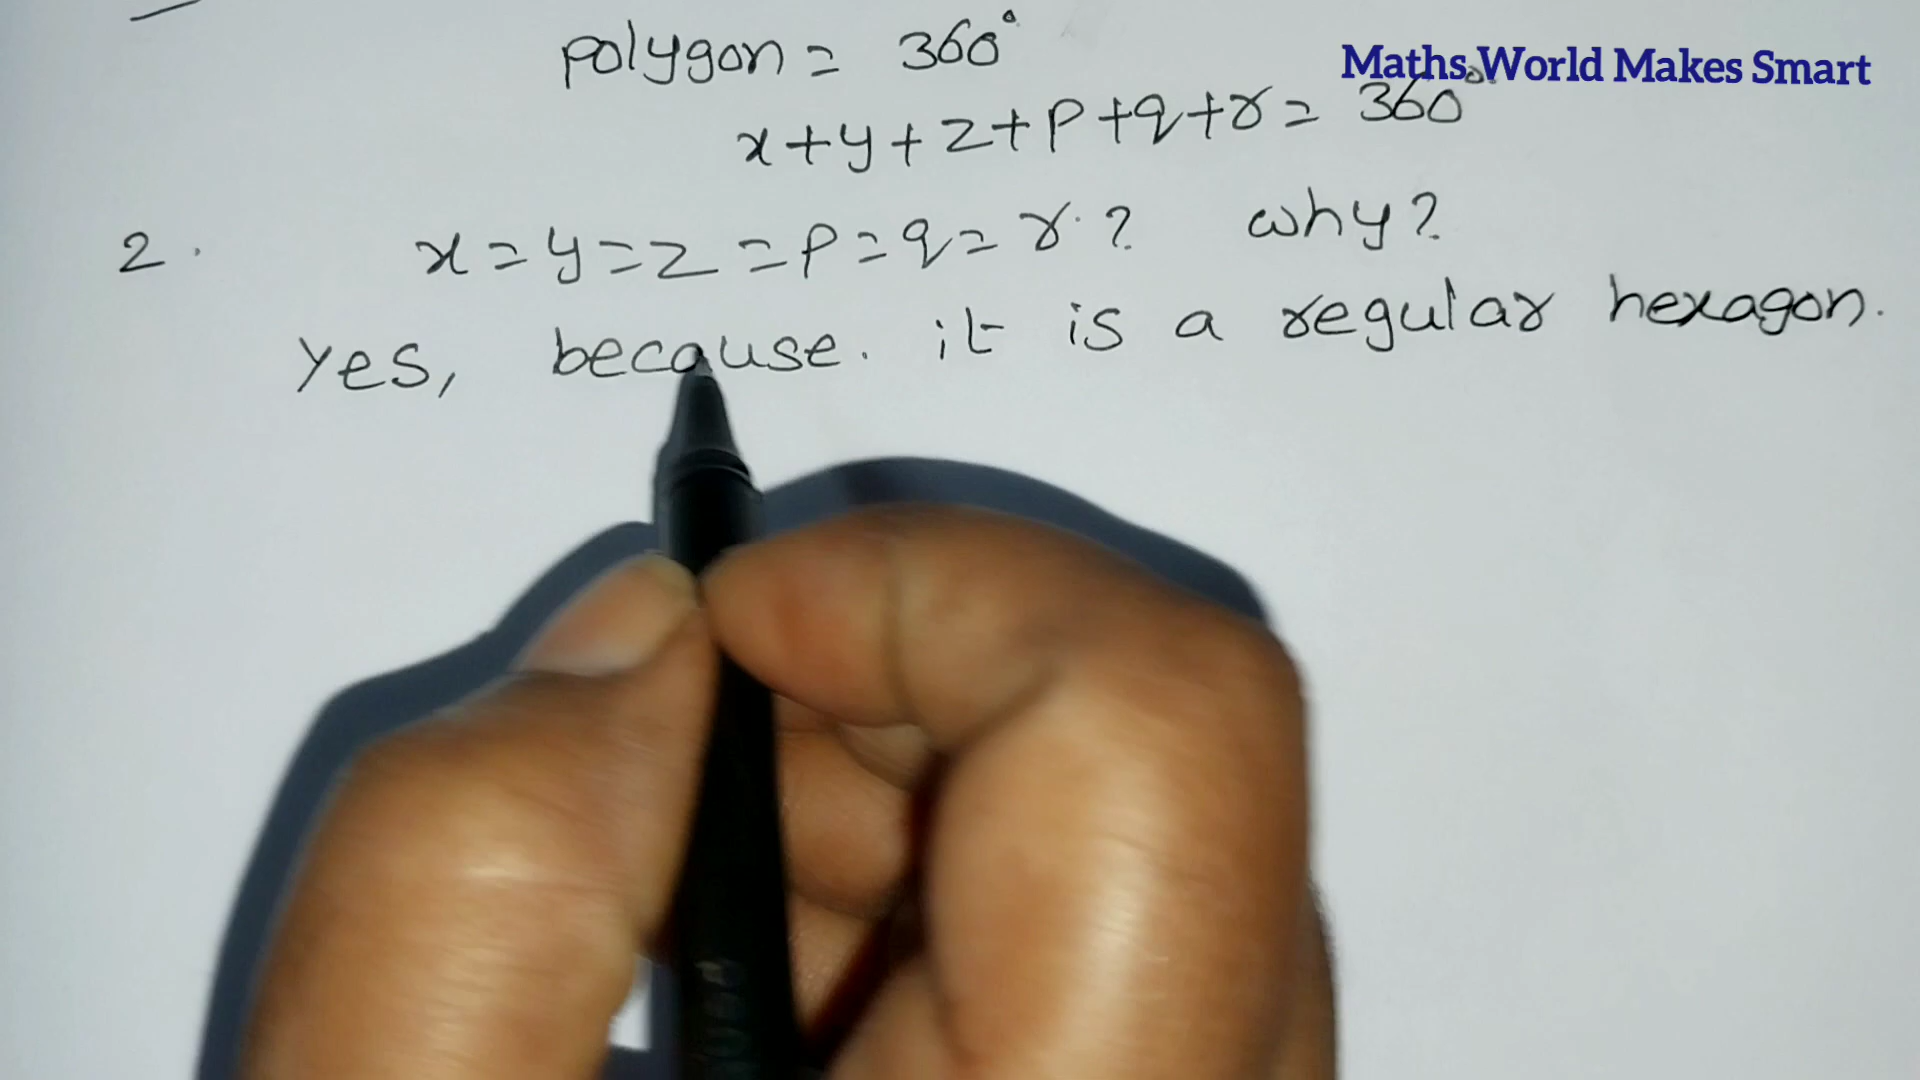 polygon = 360°
Maths World Makes Smart
x+y+z+p+q+r = 360°
2. x=y=z=p=q=r.? why?
Yes, because. it is a regular hexagon.